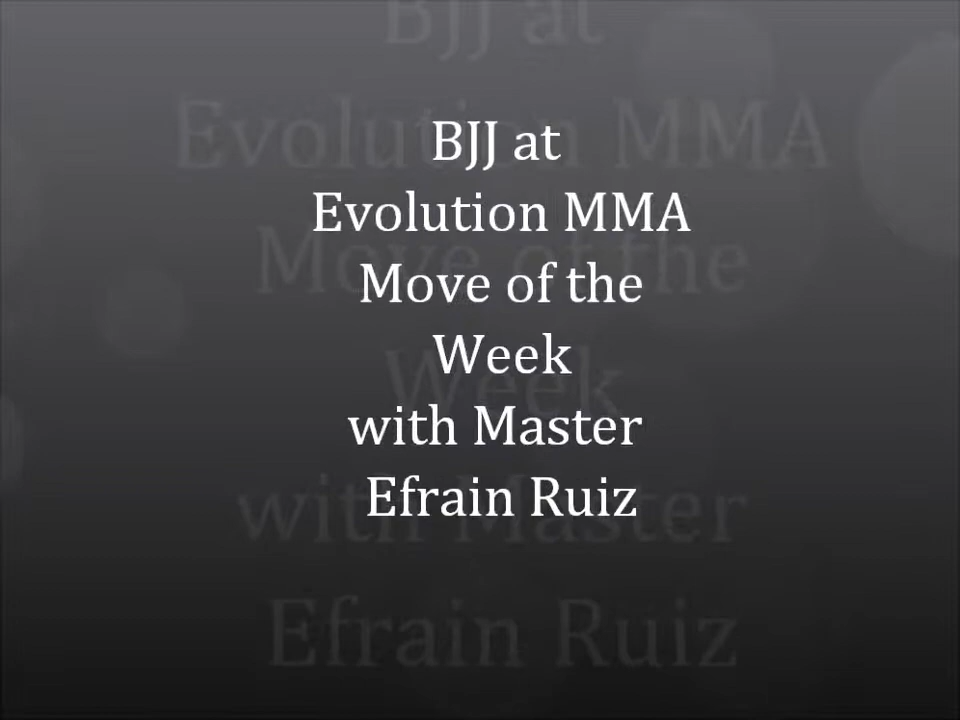 BJJ at
Evolution MMA
Move of the
Week
with Master
Efrain Ruiz